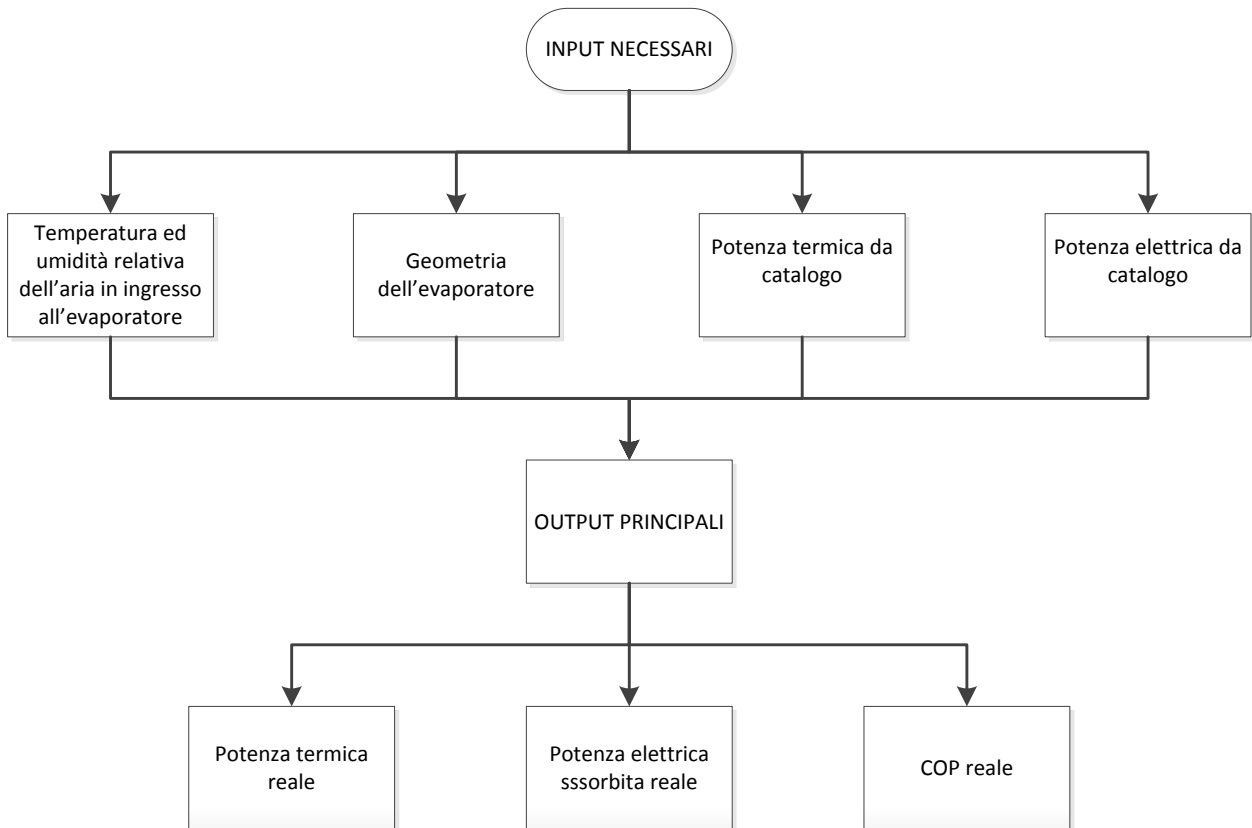 INPUT NECESSARI
Temperatura ed
umidità relativa
dell’aria in ingresso
all’evaporatore
Geometria
dell’evaporatore
Potenza termica da
catalogo
Potenza elettrica da
catalogo
OUTPUT PRINCIPALI
Potenza termica
reale
Potenza elettrica
sssorbita reale
COP reale